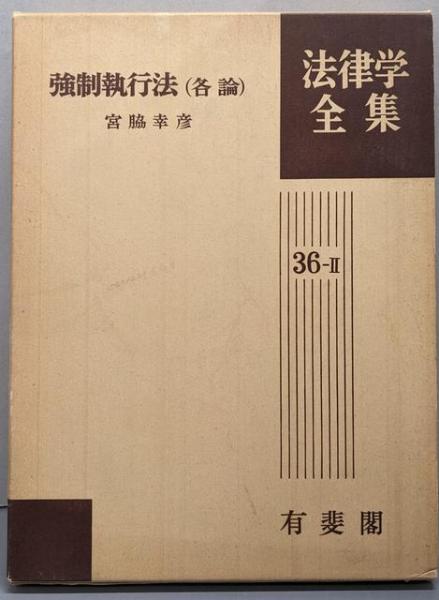 法律学
全集
強制執行法（各論）
宮脇幸彦
36-II
有斐閣